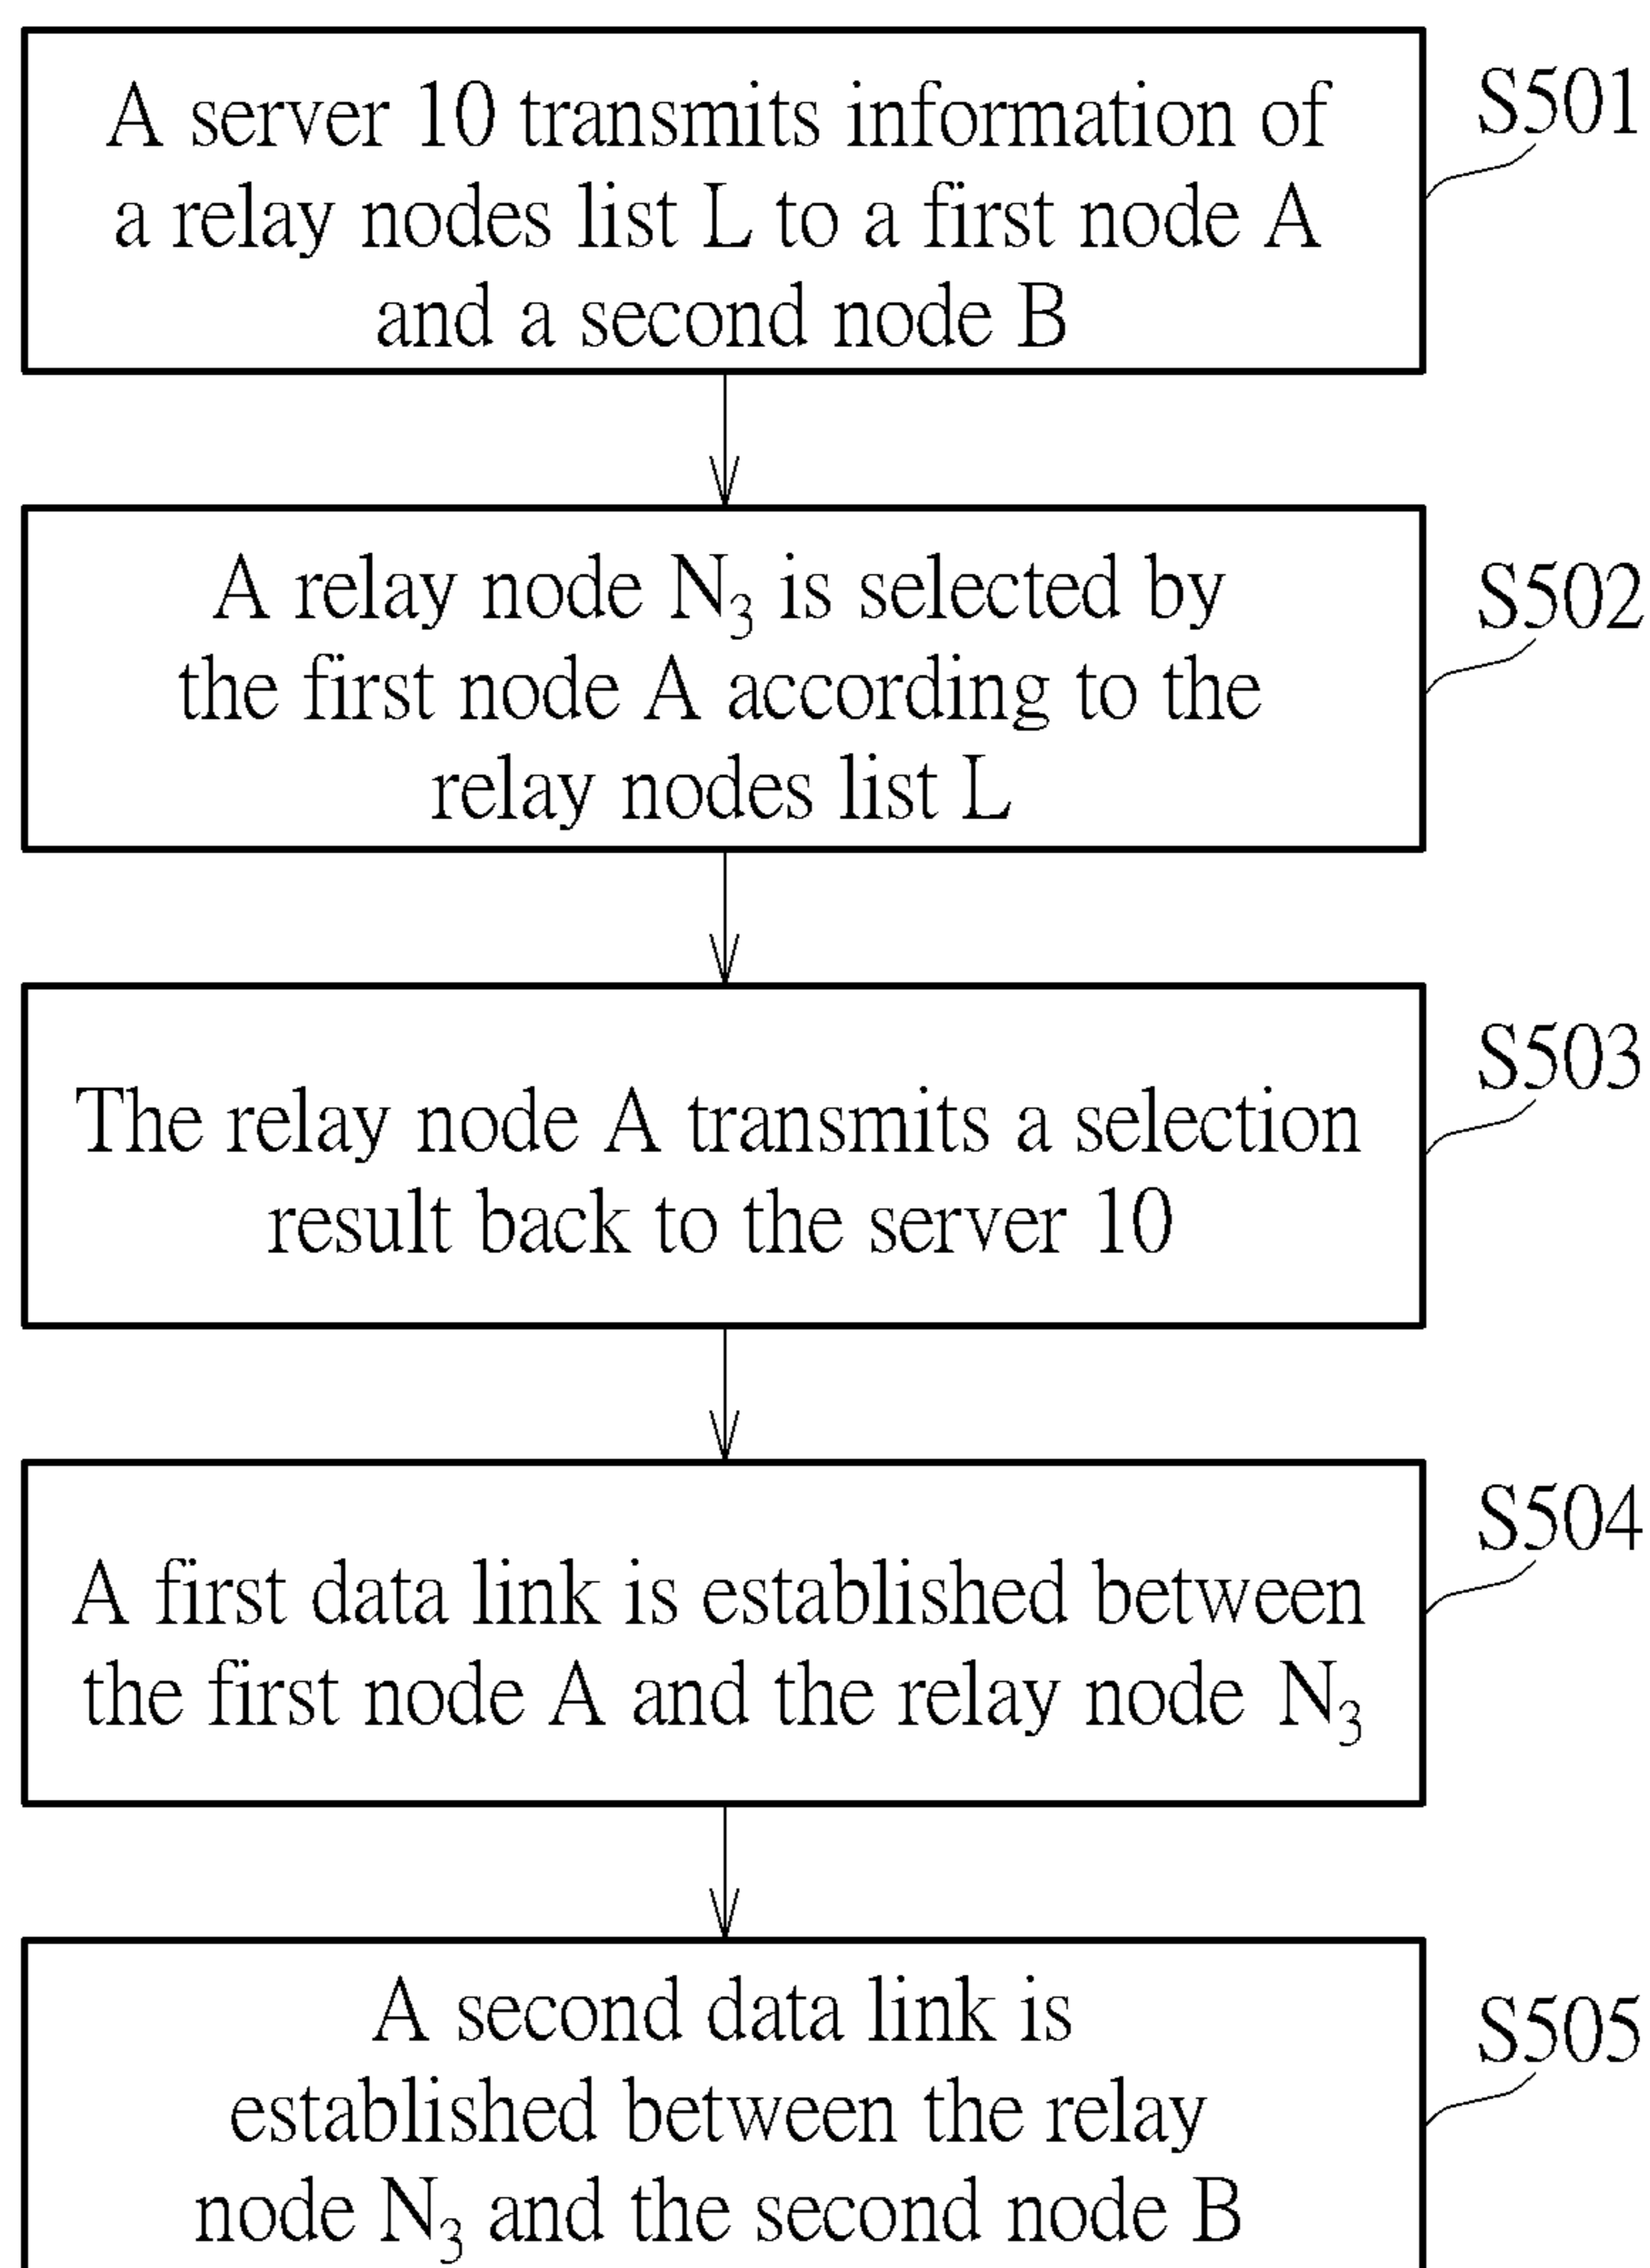 A server 10 transmits information of
a relay nodes list L to a first node A
and a second node B
S501
A relay node N₃ is selected by
the first node A according to the
relay nodes list L
S502
The relay node A transmits a selection
result back to the server 10
S503
A first data link is established between
the first node A and the relay node N₃
S504
A second data link is
established between the relay
node N₃ and the second node B
S505